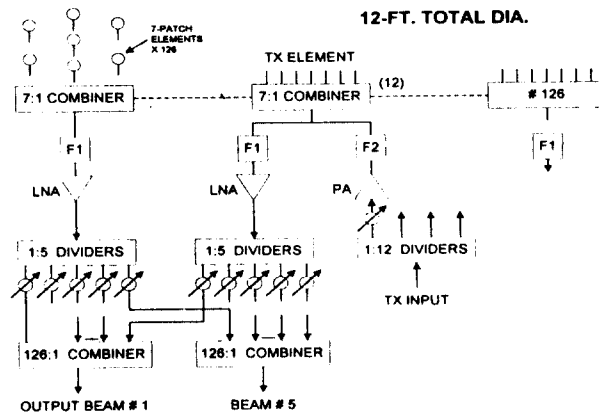 12-FT. TOTAL DIA.
7-PATCH
ELEMENTS
X 126
TX ELEMENT
7:1 COMBINER
7:1 COMBINER
(12)
# 126
F1
F1
F2
F1
LNA
LNA
PA
1:5 DIVIDERS
1:5 DIVIDERS
1:12 DIVIDERS
TX INPUT
126:1 COMBINER
126:1 COMBINER
OUTPUT BEAM # 1
BEAM # 5